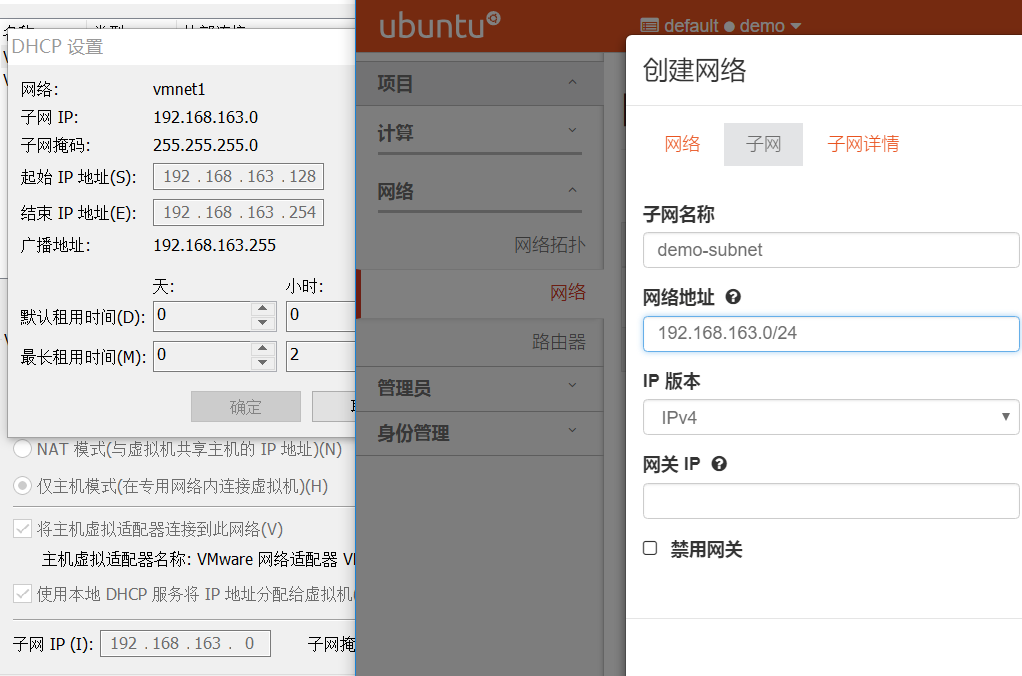 DHCP 设置
网络: vmnet1
子网 IP: 192.168.163.0
子网掩码: 255.255.255.0
起始 IP 地址(S): 192 . 168 . 163 . 128
结束 IP 地址(E): 192 . 168 . 163 . 254
广播地址: 192.168.163.255
天: 小时:
默认租用时间(D): 0 0
最长租用时间(M): 0 2
确定
NAT 模式(与虚拟机共享主机的 IP 地址)(N)
仅主机模式(在专用网络内连接虚拟机)(H)
将主机虚拟适配器连接到此网络(V)
主机虚拟适配器名称: VMware 网络适配器
使用本地 DHCP 服务将 IP 地址分配给虚拟机(
子网 IP (I): 192 . 168 . 163 . 0 子网掩
ubuntu
default ● demo
项目
计算
网络
网络拓扑
网络
路由器
管理员
身份管理
创建网络
网络 子网 子网详情
子网名称
demo-subnet
网络地址
192.168.163.0/24
IP 版本
IPv4
网关 IP
禁用网关